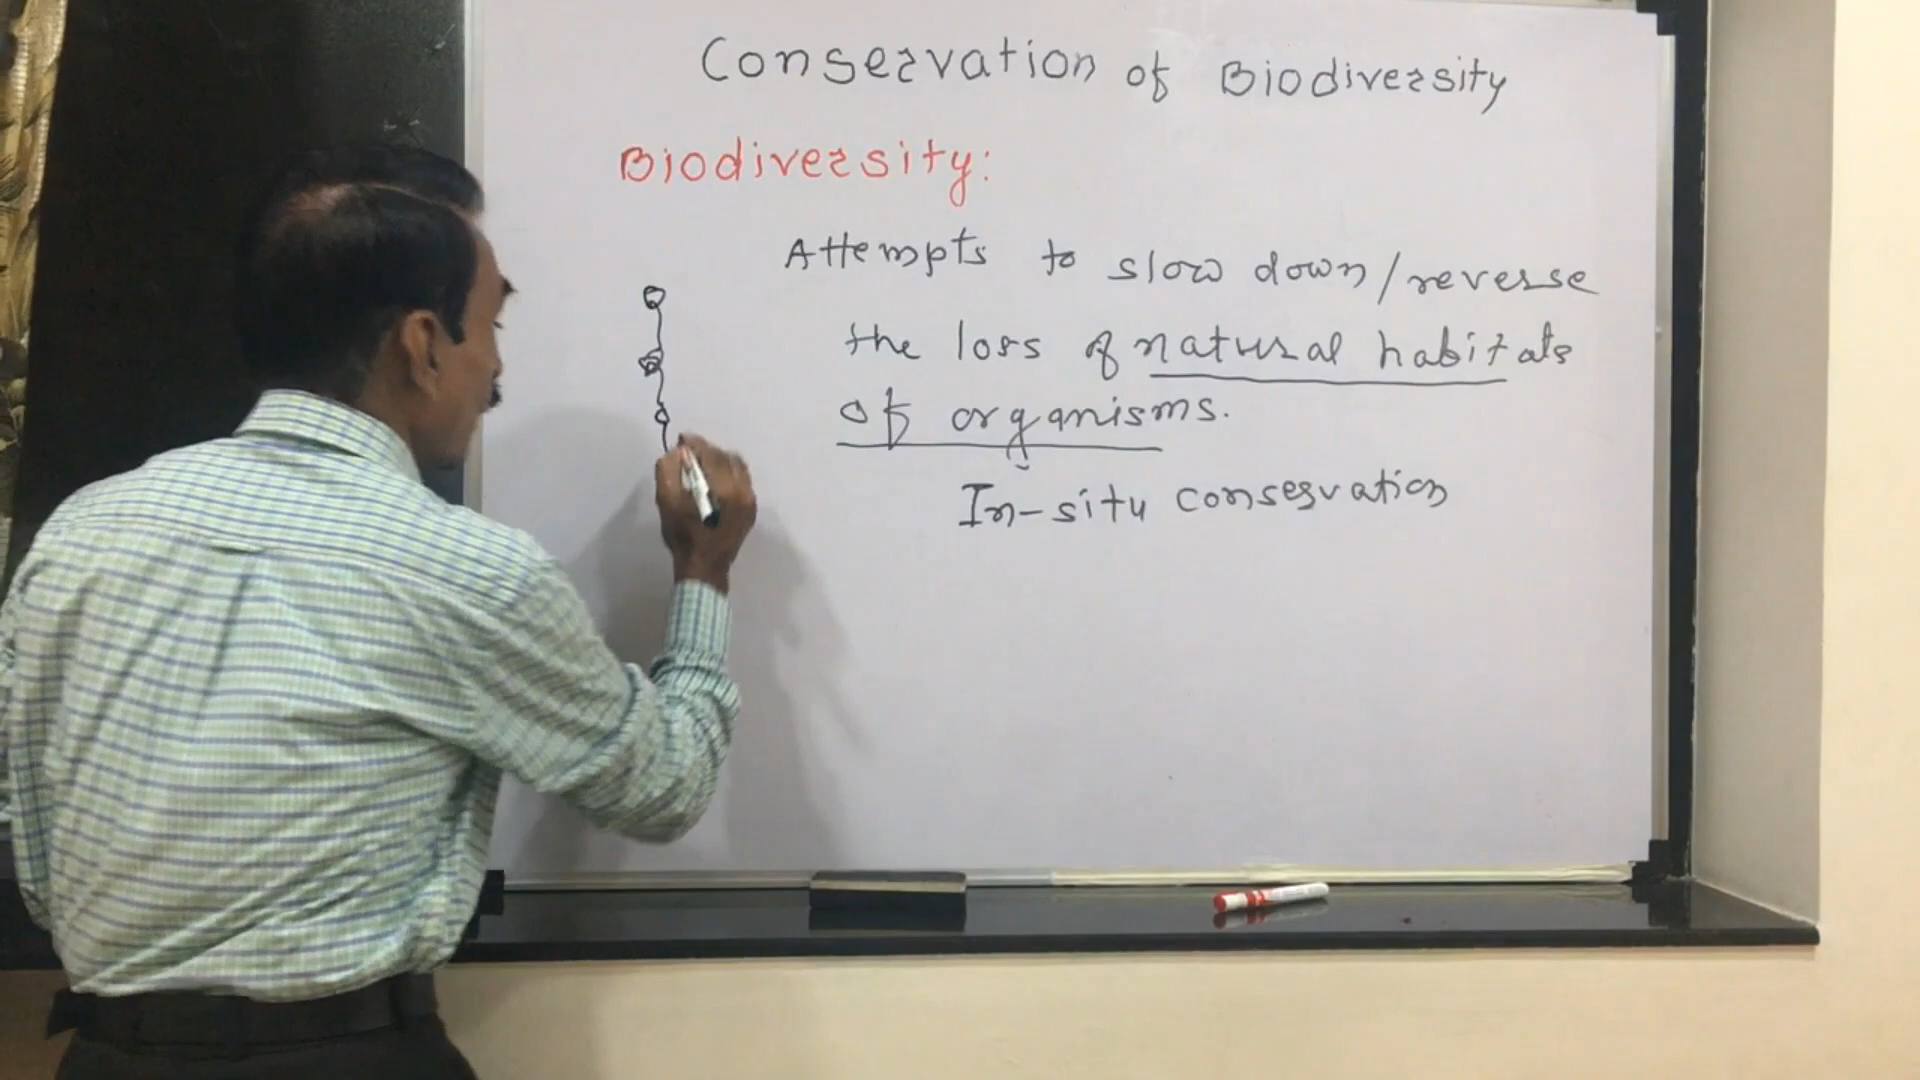 Conservation of Biodiversity
Biodiversity:
Attempts to slow down/reverse
the loss of natural habitats
of organisms.
In-situ conservation